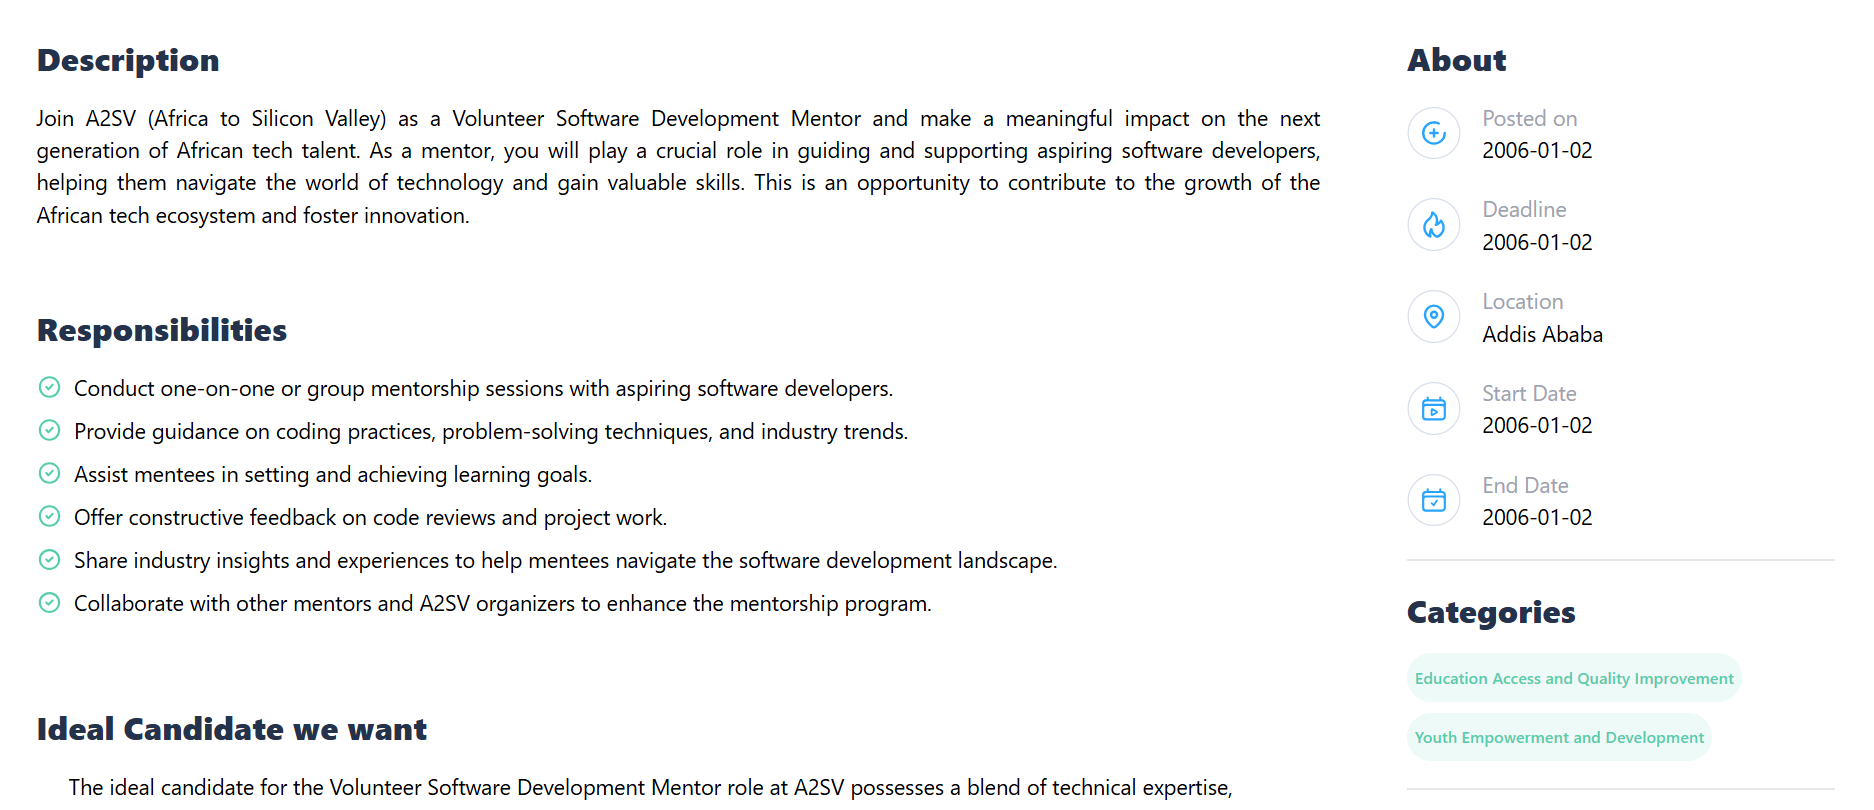 Description
Join A2SV (Africa to Silicon Valley) as a Volunteer Software Development Mentor and make a meaningful impact on the next
generation of African tech talent. As a mentor, you will play a crucial role in guiding and supporting aspiring software developers,
helping them navigate the world of technology and gain valuable skills. This is an opportunity to contribute to the growth of the
African tech ecosystem and foster innovation.
Responsibilities
Conduct one-on-one or group mentorship sessions with aspiring software developers.
Provide guidance on coding practices, problem-solving techniques, and industry trends.
Assist mentees in setting and achieving learning goals.
Offer constructive feedback on code reviews and project work.
Share industry insights and experiences to help mentees navigate the software development landscape.
Collaborate with other mentors and A2SV organizers to enhance the mentorship program.
Ideal Candidate we want
The ideal candidate for the Volunteer Software Development Mentor role at A2SV possesses a blend of technical expertise,
About
Posted on
2006-01-02
Deadline
2006-01-02
Location
Addis Ababa
Start Date
2006-01-02
End Date
2006-01-02
Categories
Education Access and Quality Improvement
Youth Empowerment and Development